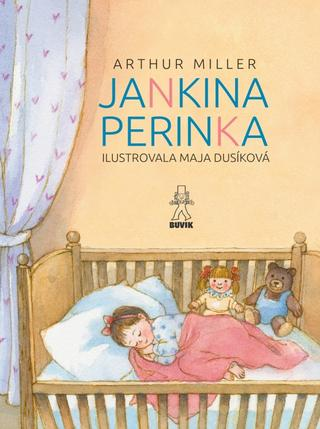 ARTHUR MILLER
JANKINA
PERINKA
ILUSTROVALA MAJA DUSÍKOVÁ
BUVIK